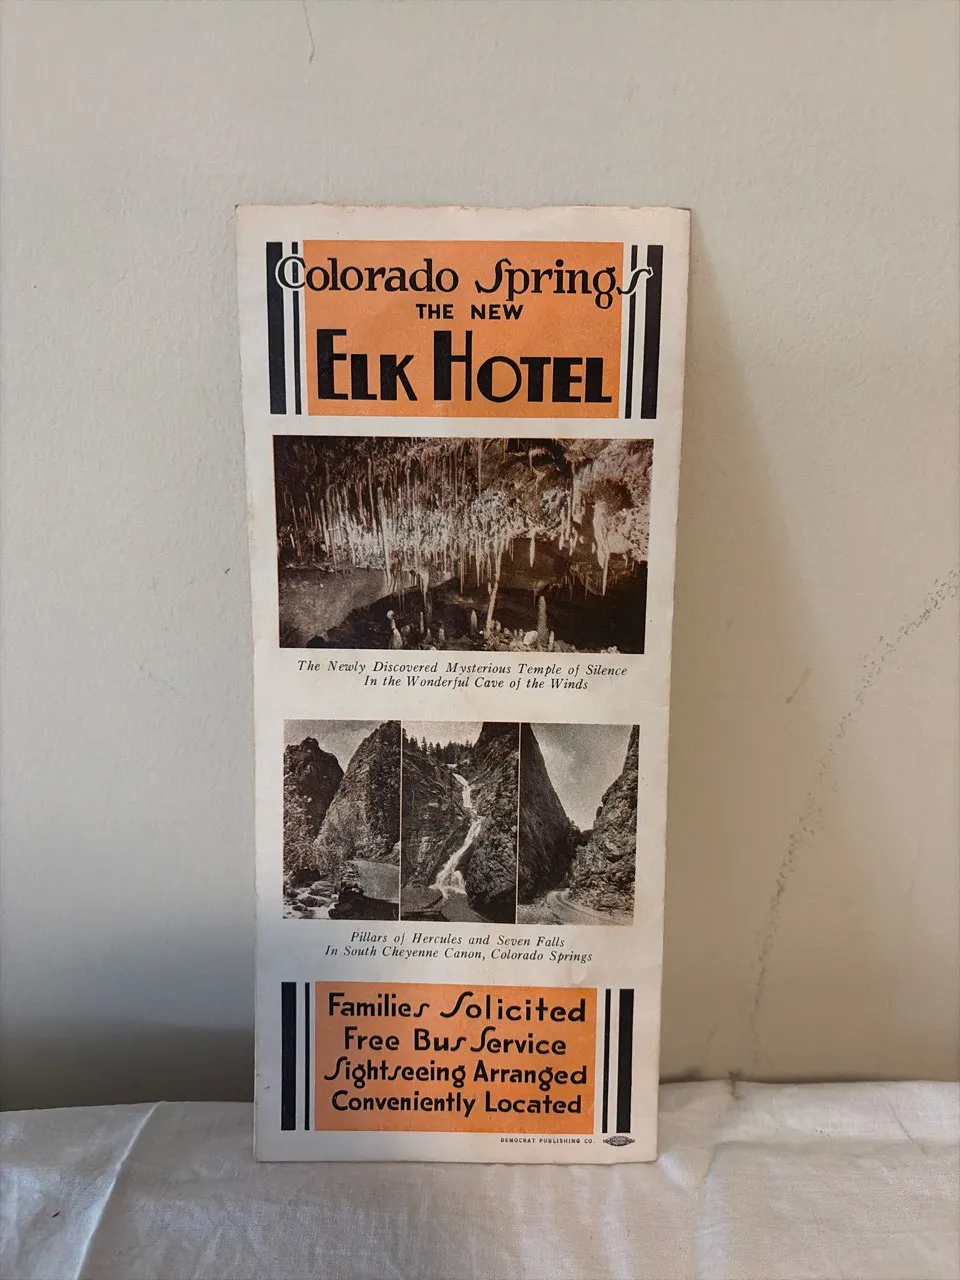 Colorado Springs
THE NEW
ELK HOTEL
The Newly Discovered Mysterious Temple of Silence
In the Wonderful Cave of the Winds
Pillars of Hercules and Seven Falls
In South Cheyenne Canon, Colorado Springs
Families Solicited
Free Bus Service
Sightseeing Arranged
Conveniently Located
DEMOCRAT PUBLISHING CO.